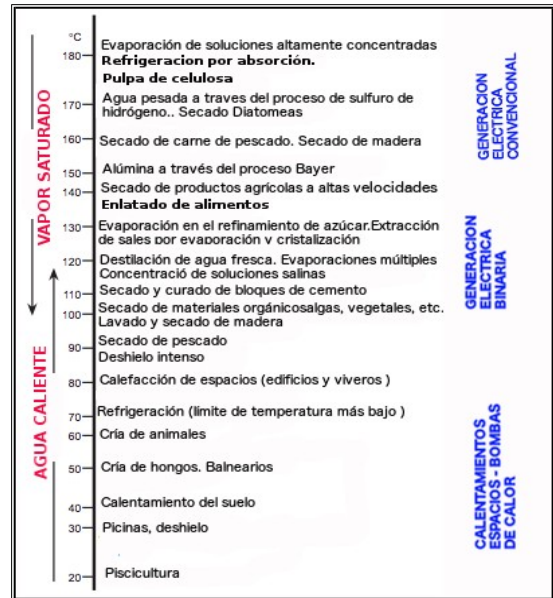 °C
180
Evaporación de soluciones altamente concentradas
Refrigeracion por absorción.
Pulpa de celulosa
170
Agua pesada a traves del proceso de sulfuro de
hidrógeno.. Secado Diatomeas
160
Secado de carne de pescado. Secado de madera
150
Alúmina a través del proceso Bayer
140
Secado de productos agrícolas a altas velocidades
Enlatado de alimentos
130
Evaporación en el refinamiento de azúcar.Extracción
de sales por evaporación y cristalización
120
Destilación de agua fresca. Evaporaciones múltiples
Concentració de soluciones salinas
110
Secado y curado de bloques de cemento
100
Secado de materiales orgánicosalgas, vegetales, etc.
Lavado y secado de madera
90
Secado de pescado
Deshielo intenso
80
Calefacción de espacios (edificios y viveros )
70
Refrigeración (límite de temperatura más bajo )
60
Cría de animales
50
Cría de hongos. Balnearios
40
Calentamiento del suelo
30
Picinas, deshielo
20
Piscicultura
VAPOR SATURADO
AGUA CALIENTE
GENERACION
ELECTRICA
CONVENCIONAL
GENERACION
ELECTRICA
BINARIA
CALENTAMIENTOS
ESPACIOS - BOMBAS
DE CALOR